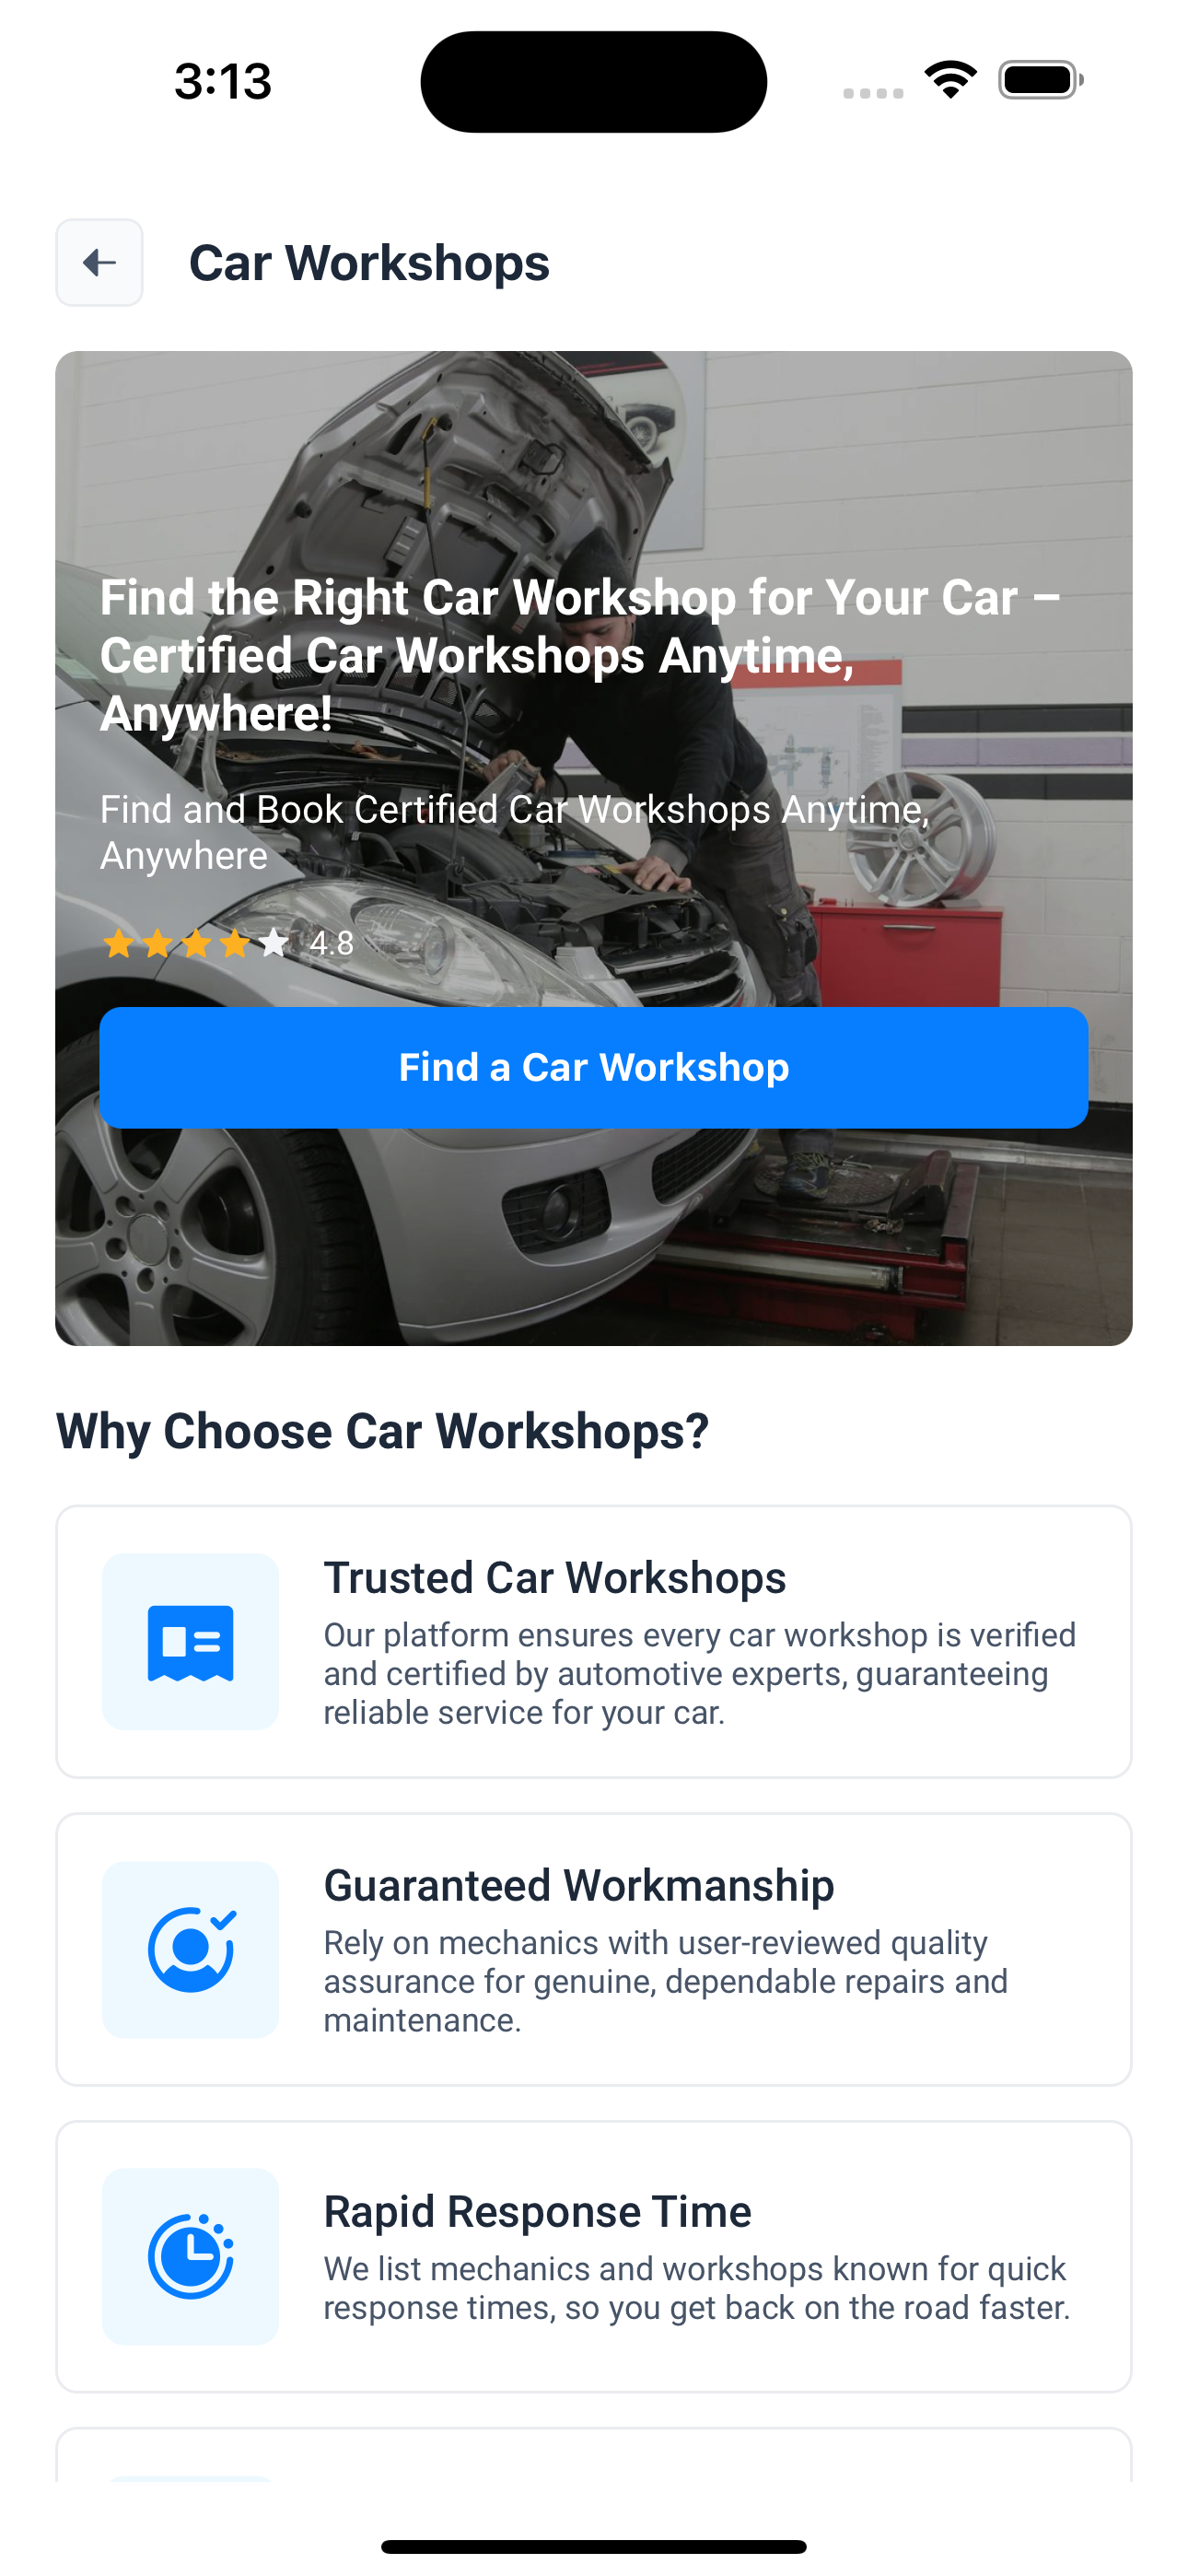 3:13
Car Workshops
Find the Right Car Workshop for Your Car –
Certified Car Workshops Anytime,
Anywhere!
Find and Book Certified Car Workshops Anytime,
Anywhere
4.8
Find a Car Workshop
Why Choose Car Workshops?
Trusted Car Workshops
Our platform ensures every car workshop is verified
and certified by automotive experts, guaranteeing
reliable service for your car.
Guaranteed Workmanship
Rely on mechanics with user-reviewed quality
assurance for genuine, dependable repairs and
maintenance.
Rapid Response Time
We list mechanics and workshops known for quick
response times, so you get back on the road faster.